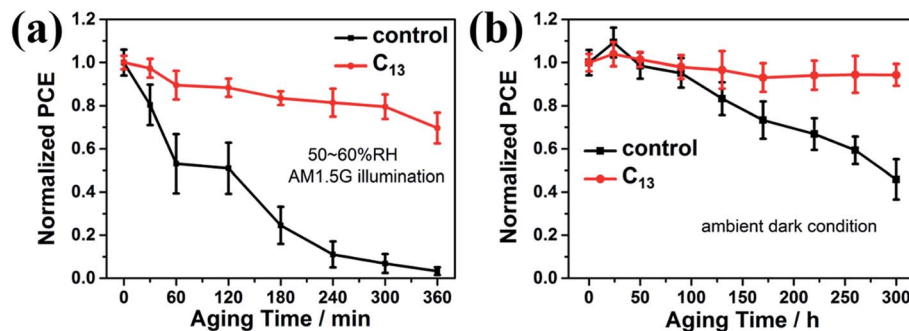 (a)
Normalized PCE
1.2
1.0
0.8
0.6
0.4
0.2
0.0
control
C₁₃
50~60%RH
AM1.5G illumination
0 60 120 180 240 300 360
Aging Time / min
(b)
Normalized PCE
1.2
1.0
0.8
0.6
0.4
0.2
0.0
control
C₁₃
ambient dark condition
0 50 100 150 200 250 300
Aging Time / h